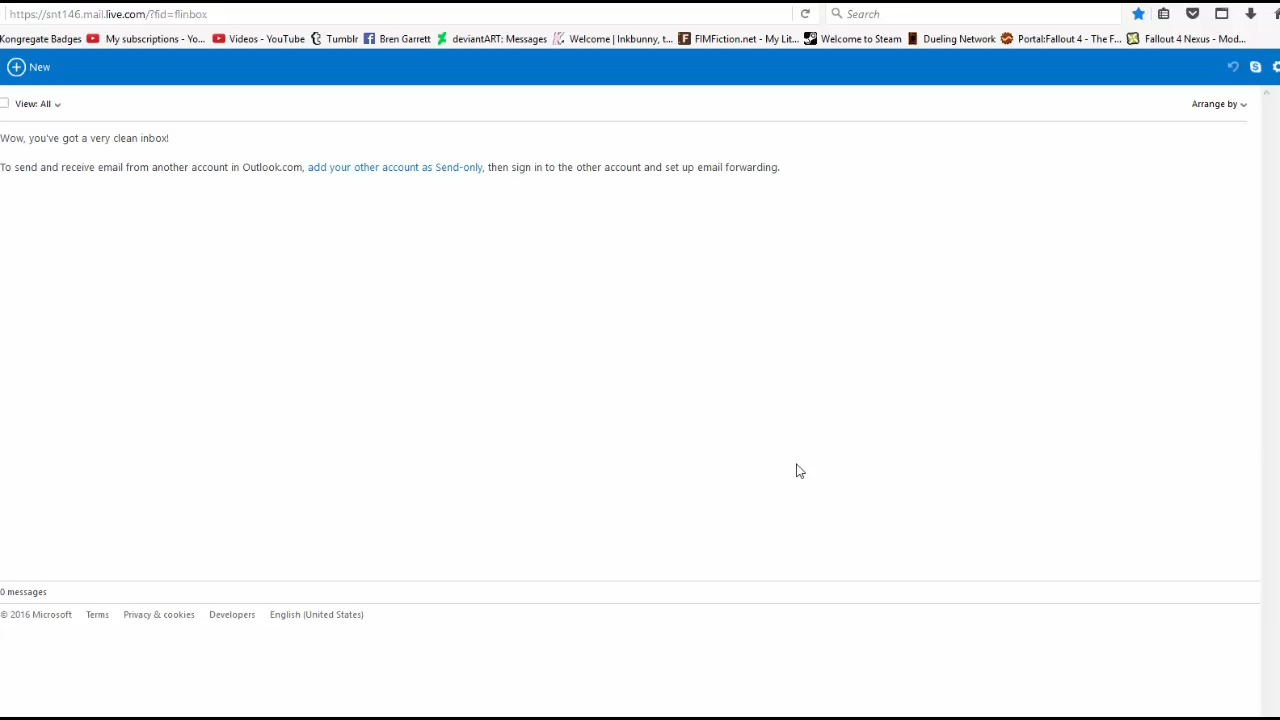 https://snt146.mail.live.com/?fid=flinbox
Search
Kongregate Badges My subscriptions - Yo... Videos - YouTube Tumblr Bren Garrett deviantART: Messages Welcome | Inkbunny, t... FIMFiction.net - My Lit... Welcome to Steam Dueling Network Portal:Fallout 4 - The F... Fallout 4 Nexus - Mod...
New
View: All
Arrange by
Wow, you've got a very clean inbox!
To send and receive email from another account in Outlook.com, add your other account as Send-only, then sign in to the other account and set up email forwarding.
0 messages
© 2016 Microsoft Terms Privacy & cookies Developers English (United States)